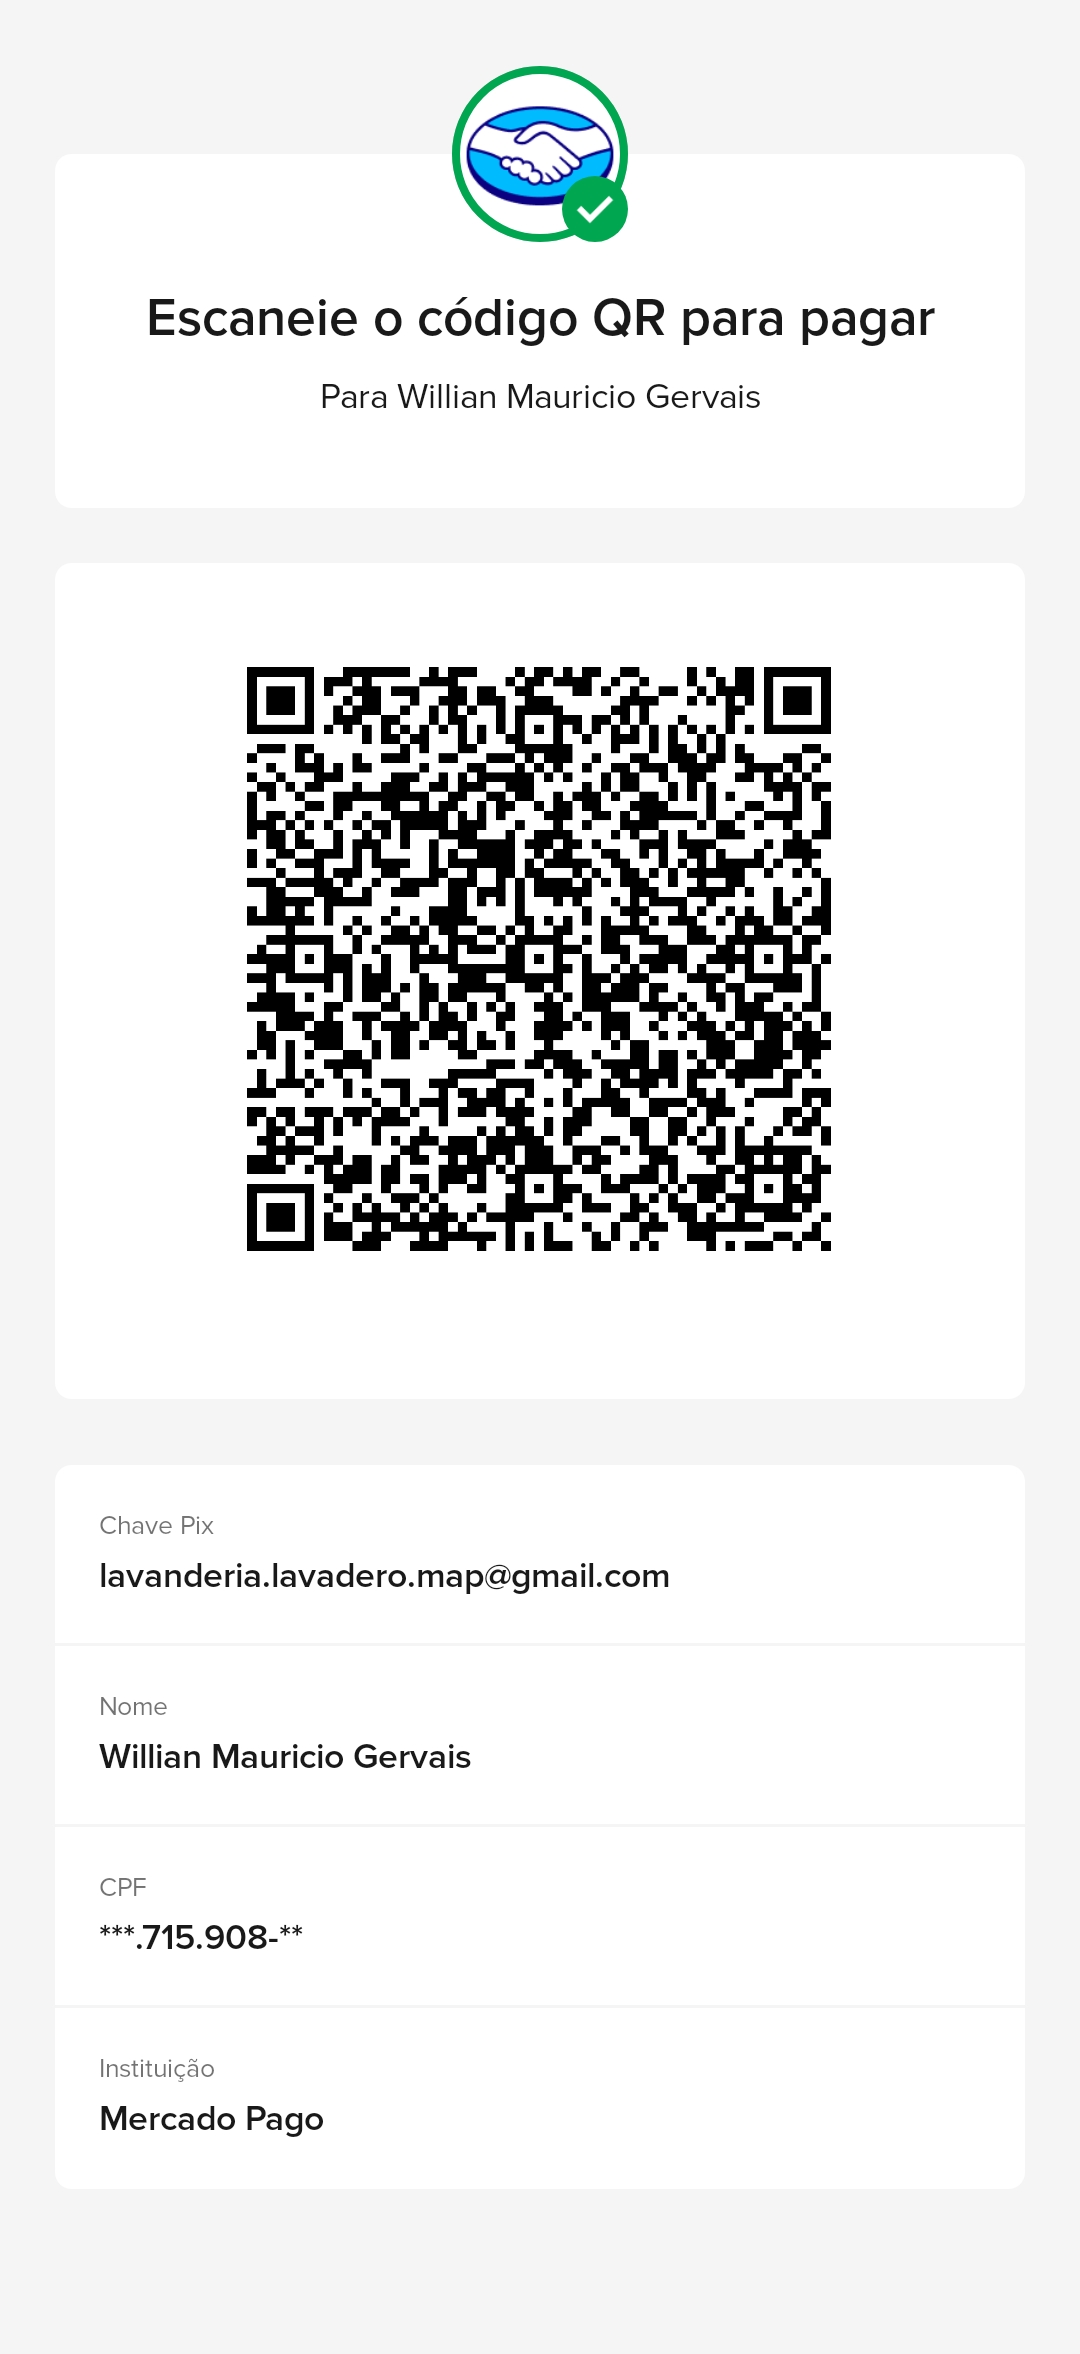 Escaneie o código QR para pagar
Para Willian Mauricio Gervais
Chave Pix
lavanderia.lavadero.map@gmail.com
Nome
Willian Mauricio Gervais
CPF
***.715.908-**
Instituição
Mercado Pago